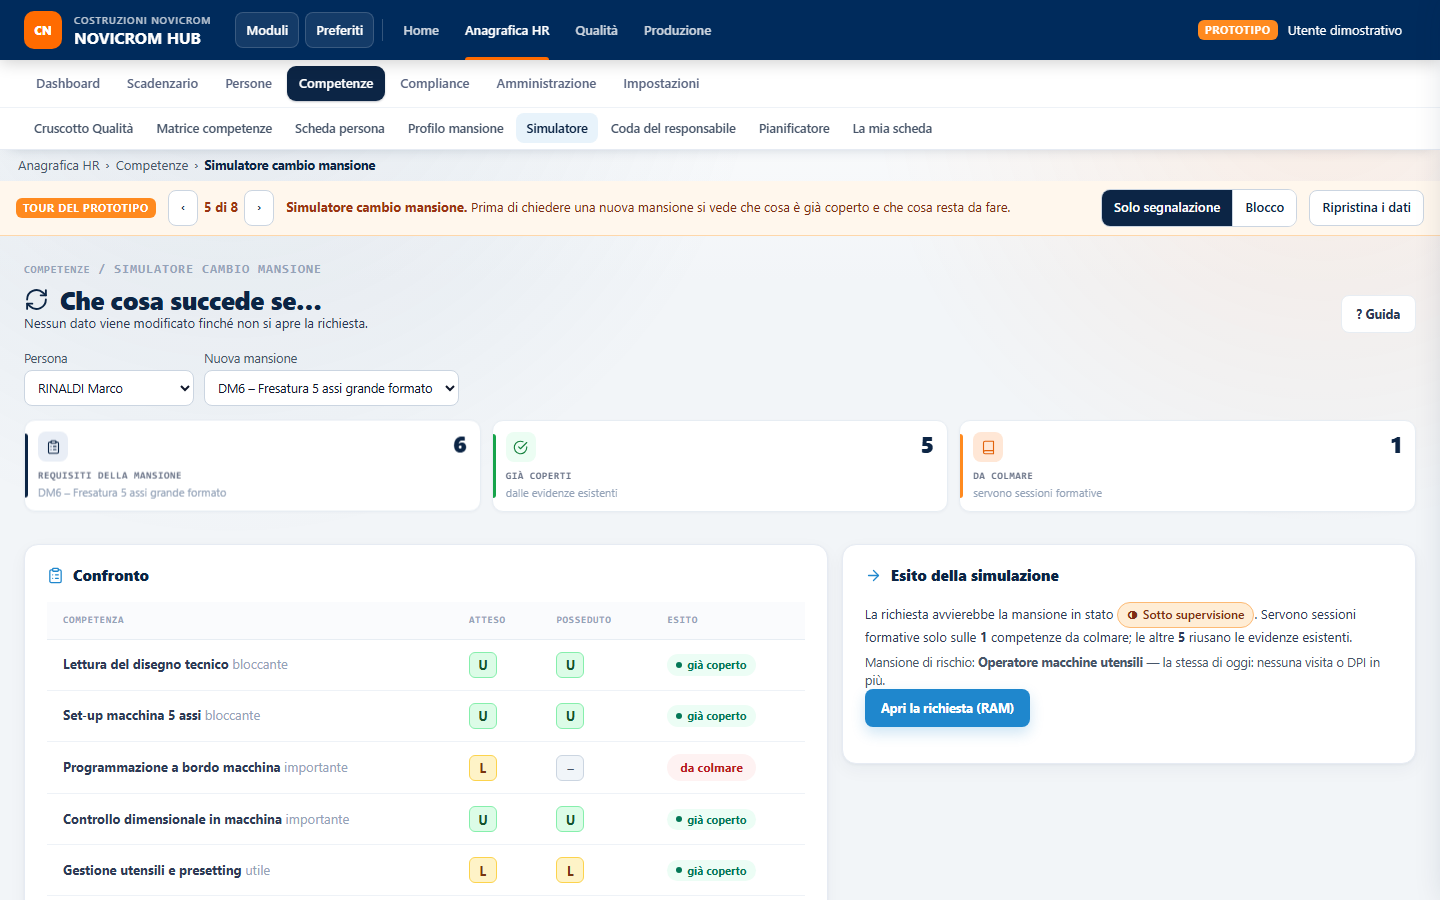 CN
COSTRUZIONI NOVICROM
NOVICROM HUB
Moduli
Preferiti
Home
Anagrafica HR
Qualità
Produzione
PROTOTIPO
Utente dimostrativo
Dashboard
Scadenzario
Persone
Competenze
Compliance
Amministrazione
Impostazioni
Cruscotto Qualità
Matrice competenze
Scheda persona
Profilo mansione
Simulatore
Coda del responsabile
Pianificatore
La mia scheda
Anagrafica HR › Competenze › Simulatore cambio mansione
TOUR DEL PROTOTIPO
‹ 5 di 8 ›
Simulatore cambio mansione. Prima di chiedere una nuova mansione si vede che cosa è già coperto e che cosa resta da fare.
Solo segnalazione
Blocco
Ripristina i dati
COMPETENZE / SIMULATORE CAMBIO MANSIONE
Che cosa succede se...
Nessun dato viene modificato finché non si apre la richiesta.
? Guida
Persona
Nuova mansione
RINALDI Marco
DM6 – Fresatura 5 assi grande formato
6
REQUISITI DELLA MANSIONE
DM6 – Fresatura 5 assi grande formato
5
GIÀ COPERTI
dalle evidenze esistenti
1
DA COLMARE
servono sessioni formative
Confronto
COMPETENZA ATTESO POSSEDUTO ESITO
Lettura del disegno tecnico bloccante U U già coperto
Set-up macchina 5 assi bloccante U U già coperto
Programmazione a bordo macchina importante L – da colmare
Controllo dimensionale in macchina importante U U già coperto
Gestione utensili e presetting utile L L già coperto
Esito della simulazione
La richiesta avvierebbe la mansione in stato Sotto supervisione. Servono sessioni
formative solo sulle 1 competenze da colmare; le altre 5 riusano le evidenze esistenti.
Mansione di rischio: Operatore macchine utensili — la stessa di oggi: nessuna visita o DPI in
più.
Apri la richiesta (RAM)